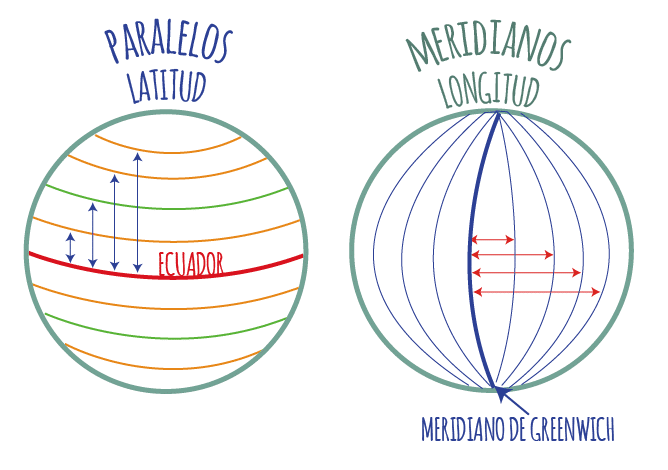 PARALELOS
LATITUD
ECUADOR
MERIDIANOS
LONGITUD
MERIDIANO DE GREENWICH